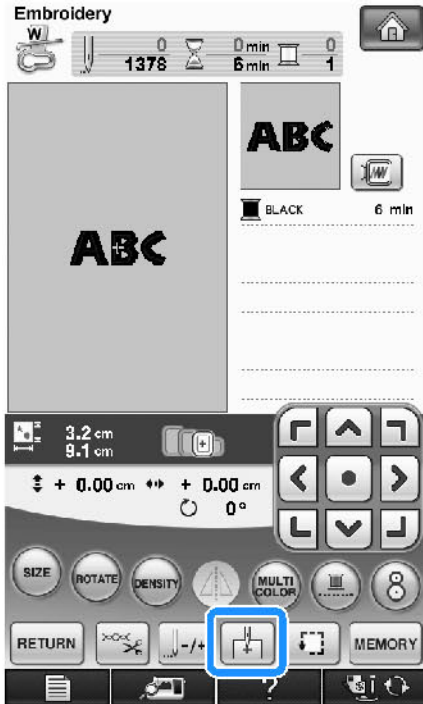 Embroidery
W
0 0 min 0
1378 6 min 1
ABC
ABC
BLACK 6 min
3.2 cm
9.1 cm
+ 0.00 cm + 0.00 cm
0°
SIZE ROTATE DENSITY MULTI COLOR 8
RETURN -/+ MEMORY
?